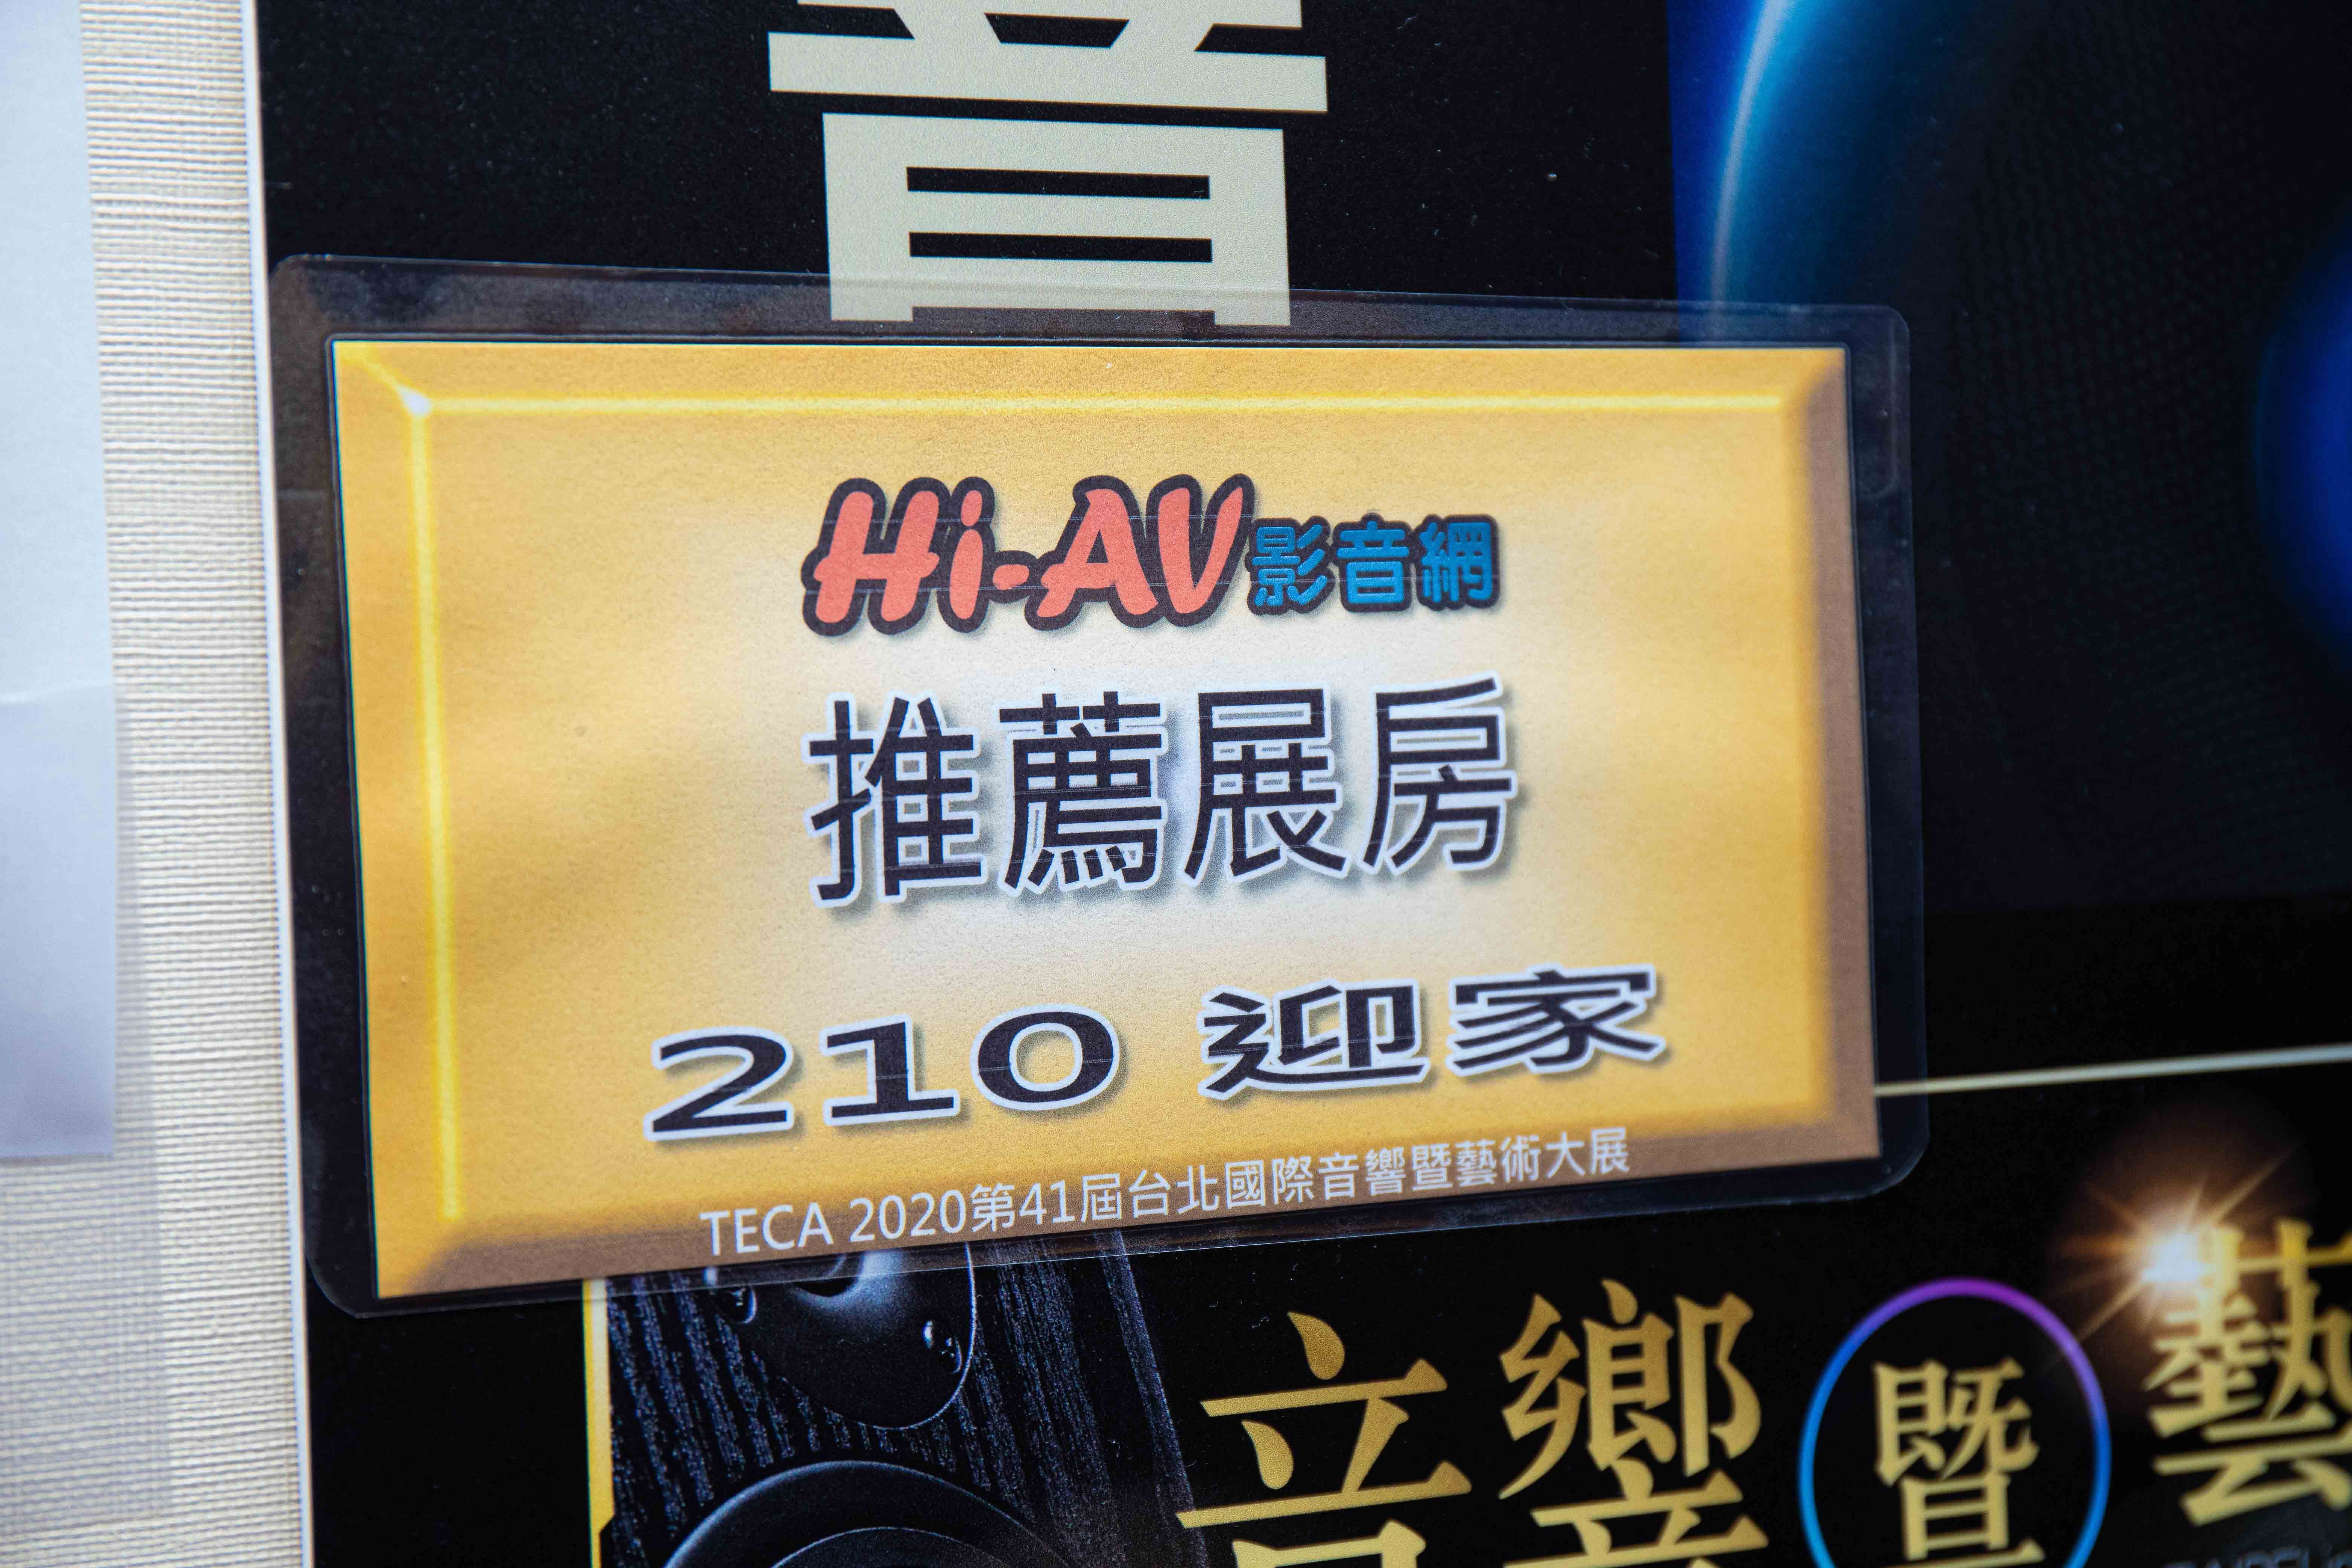 音
Hi-AV影音網
推薦展房
210 迎家
TECA 2020第41屆台北國際音響暨藝術大展
音響暨藝